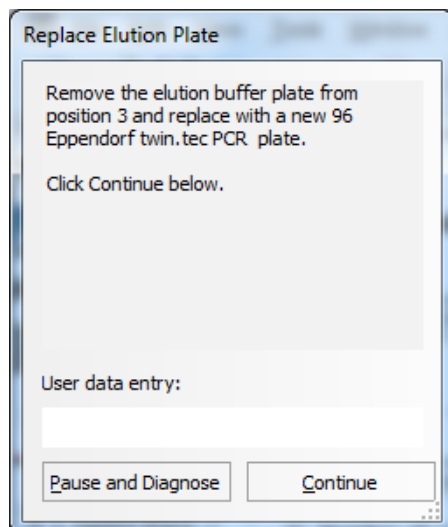 Replace Elution Plate
Remove the elution buffer plate from
position 3 and replace with a new 96
Eppendorf twin.tec PCR plate.
Click Continue below.
User data entry:
Pause and Diagnose
Continue